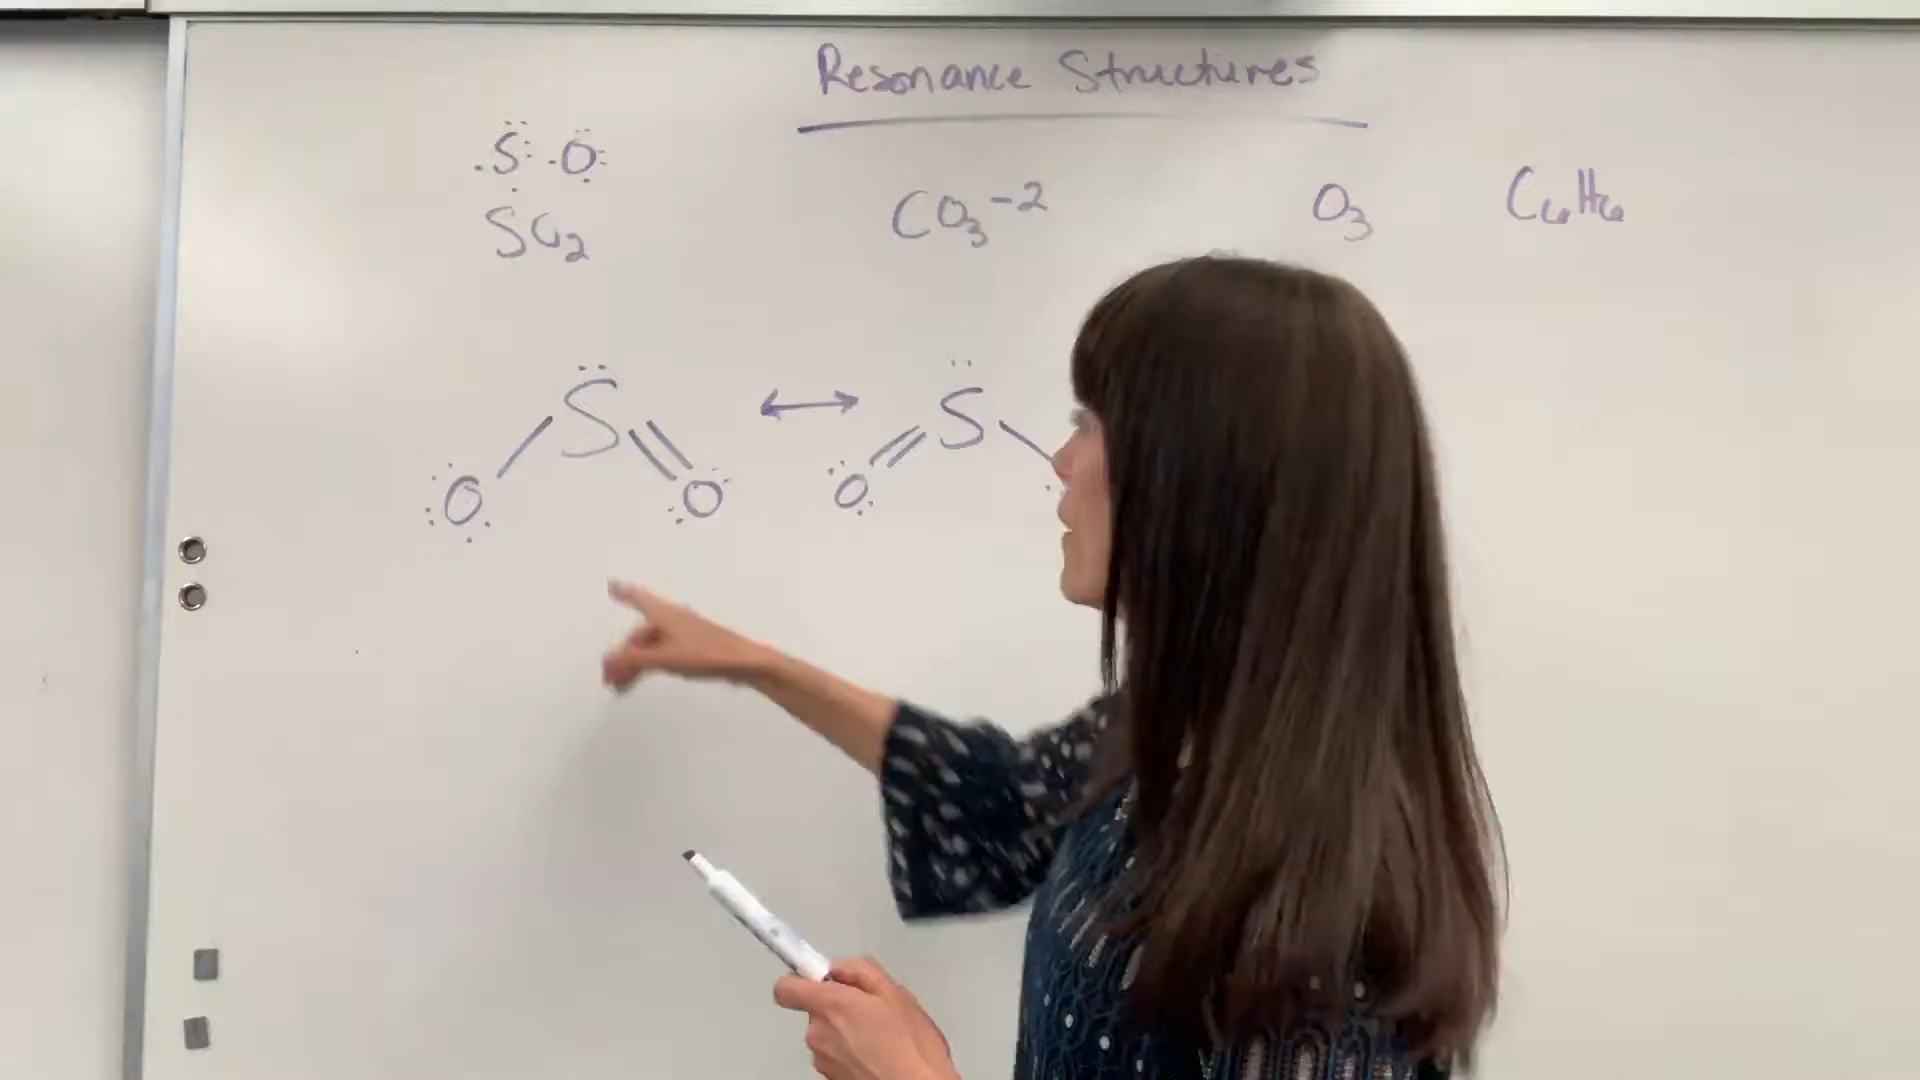 Resonance Structures
S O
SO2 CO3-2 O3 C6H6
S ↔ S
O O O